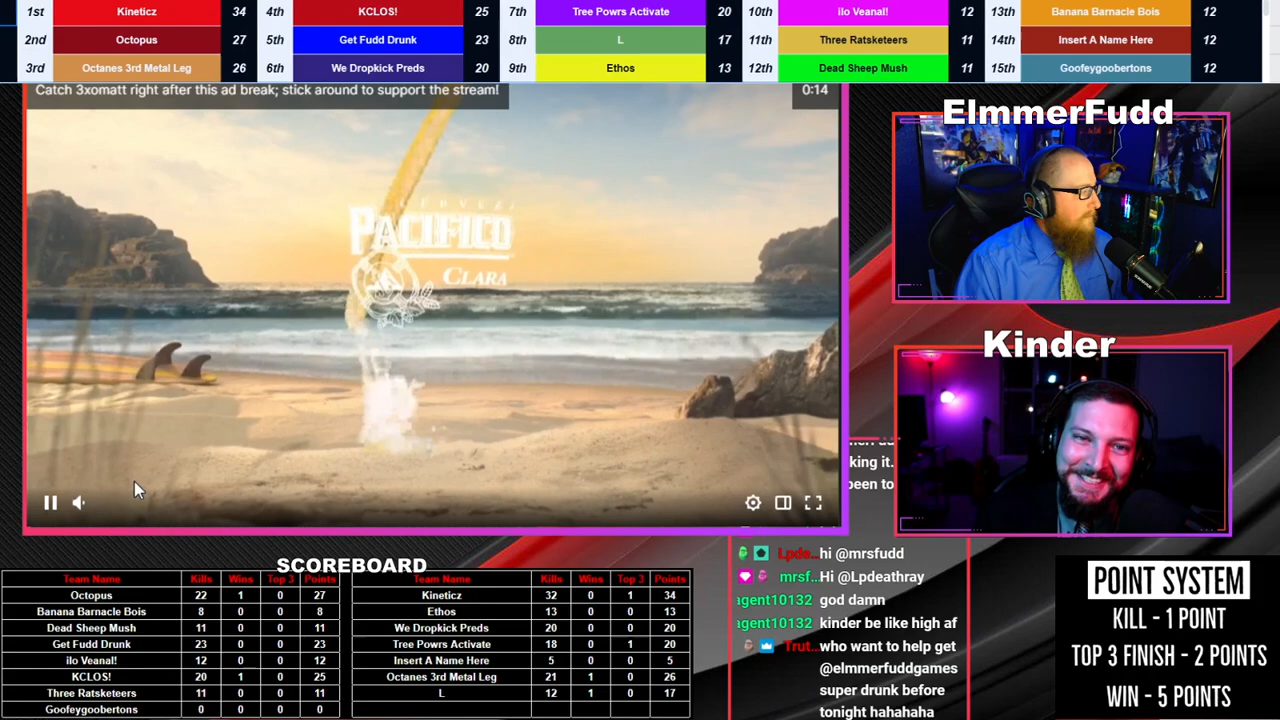 1st Kineticz 34 4th KCLOS! 25 7th Tree Powrs Activate 20 10th ilo Veanal! 12 13th Banana Barnacle Bois 12
2nd Octopus 27 5th Get Fudd Drunk 23 8th L 17 11th Three Ratsketeers 11 14th Insert A Name Here 12
3rd Octanes 3rd Metal Leg 26 6th We Dropkick Preds 20 9th Ethos 13 12th Dead Sheep Mush 11 15th Goofeygoobertons 12
Catch 3xomatt right after this ad break; stick around to support the stream!
0:14
CERVEZA
PACIFICO
CLARA
ElmmerFudd
Kinder
king it.
been to
Lpde.. hi @mrsfudd
mrsf.. Hi @Lpdeathray
agent10132 god damn
agent10132 kinder be like high af
Trut.. who want to help get
@elmmerfuddgames
super drunk before
tonight hahahaha
SCOREBOARD
Team Name Kills Wins Top 3 Points
Octopus 22 1 0 27
Banana Barnacle Bois 8 0 0 8
Dead Sheep Mush 11 0 0 11
Get Fudd Drunk 23 0 0 23
ilo Veanal! 12 0 0 12
KCLOS! 20 1 0 25
Three Ratsketeers 11 0 0 11
Goofeygoobertons 0 0 0 0
Team Name Kills Wins Top 3 Points
Kineticz 32 0 1 34
Ethos 13 0 0 13
We Dropkick Preds 20 0 0 20
Tree Powrs Activate 18 0 1 20
Insert A Name Here 5 0 0 5
Octanes 3rd Metal Leg 21 1 0 26
L 12 1 0 17
POINT SYSTEM
KILL - 1 POINT
TOP 3 FINISH - 2 POINTS
WIN - 5 POINTS